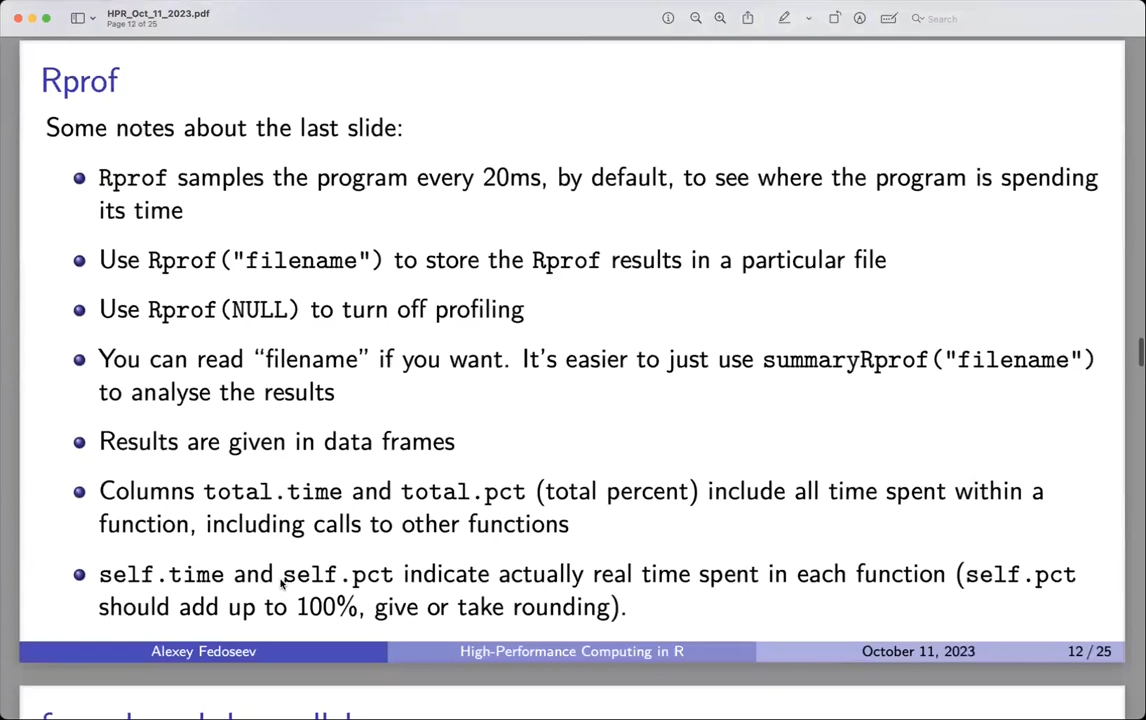 HPR_Oct_11_2023.pdf
Page 12 of 25
Search
Rprof
Some notes about the last slide:
Rprof samples the program every 20ms, by default, to see where the program is spending
its time
Use Rprof("filename") to store the Rprof results in a particular file
Use Rprof(NULL) to turn off profiling
You can read “filename” if you want. It's easier to just use summaryRprof("filename")
to analyse the results
Results are given in data frames
Columns total.time and total.pct (total percent) include all time spent within a
function, including calls to other functions
self.time and self.pct indicate actually real time spent in each function (self.pct
should add up to 100%, give or take rounding).
Alexey Fedoseev High-Performance Computing in R October 11, 2023 12 / 25